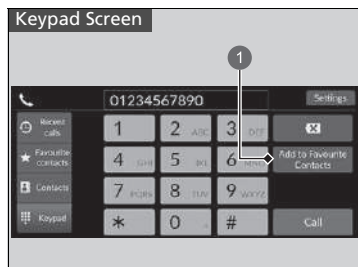 Keypad Screen
1
01234567890
Settings
Recent
calls
1
2 ABC
3 DEF
Favourite
contacts
4 GHI
5 JKL
6 MNO
Add to Favourite
Contacts
Contacts
7 PQRS
8 TUV
9 WXYZ
Keypad
*
0
#
Call